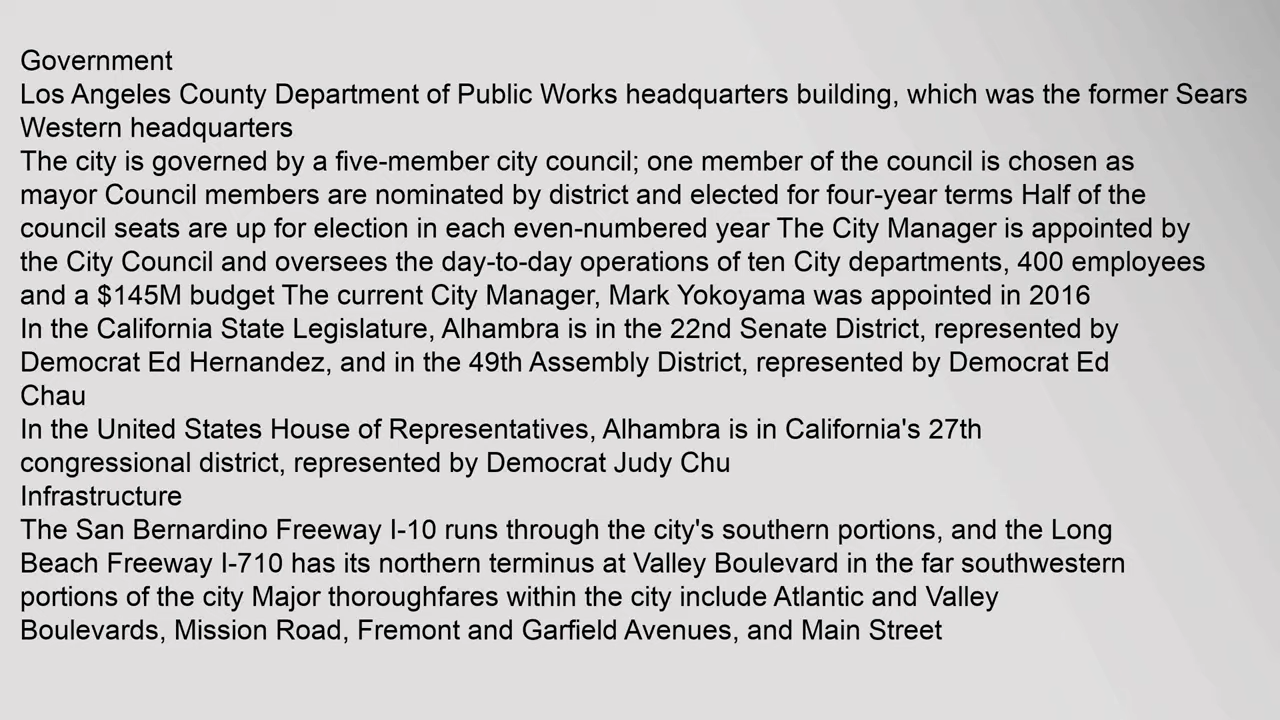 Government
Los Angeles County Department of Public Works headquarters building, which was the former Sears
Western headquarters
The city is governed by a five-member city council; one member of the council is chosen as
mayor Council members are nominated by district and elected for four-year terms Half of the
council seats are up for election in each even-numbered year The City Manager is appointed by
the City Council and oversees the day-to-day operations of ten City departments, 400 employees
and a $145M budget The current City Manager, Mark Yokoyama was appointed in 2016
In the California State Legislature, Alhambra is in the 22nd Senate District, represented by
Democrat Ed Hernandez, and in the 49th Assembly District, represented by Democrat Ed
Chau
In the United States House of Representatives, Alhambra is in California's 27th
congressional district, represented by Democrat Judy Chu
Infrastructure
The San Bernardino Freeway I-10 runs through the city's southern portions, and the Long
Beach Freeway I-710 has its northern terminus at Valley Boulevard in the far southwestern
portions of the city Major thoroughfares within the city include Atlantic and Valley
Boulevards, Mission Road, Fremont and Garfield Avenues, and Main Street